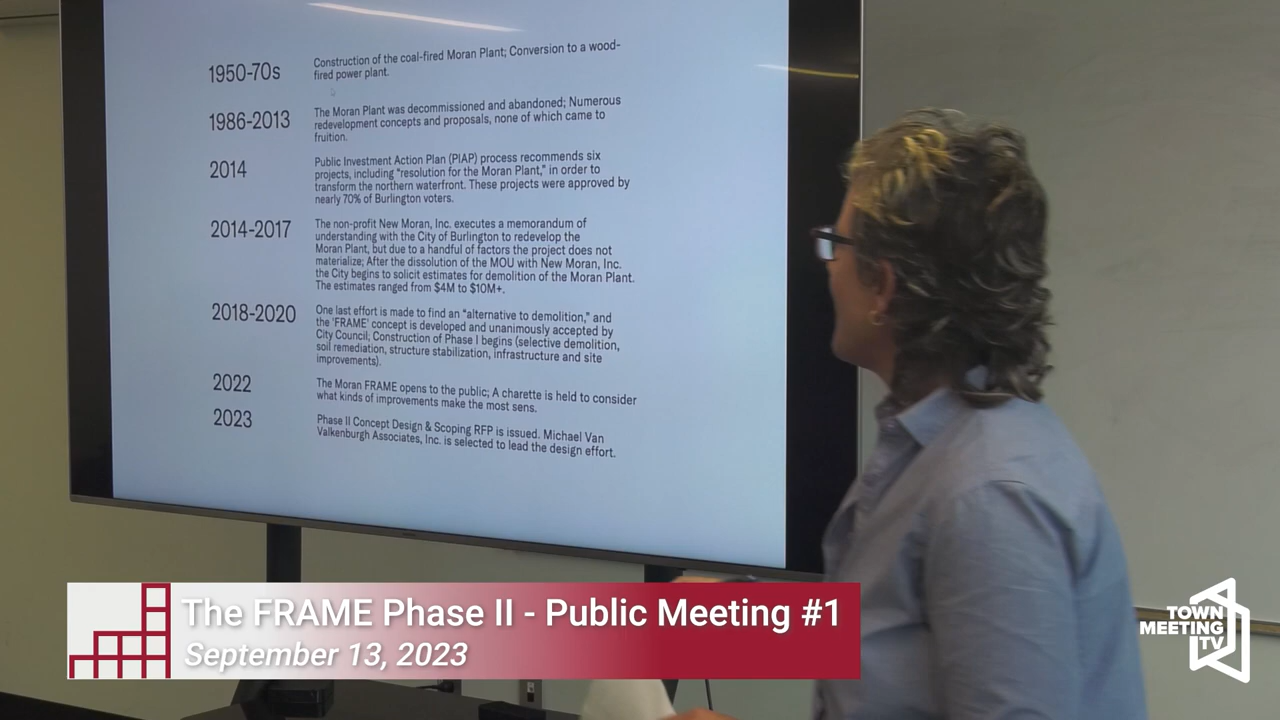 1950-70s
Construction of the coal-fired Moran Plant; Conversion to a wood-
fired power plant.
1986-2013
The Moran Plant was decommissioned and abandoned; Numerous
redevelopment concepts and proposals, none of which came to
fruition.
2014
Public Investment Action Plan (PIAP) process recommends six
projects, including "resolution for the Moran Plant," in order to
transform the northern waterfront. These projects were approved by
nearly 70% of Burlington voters.
2014-2017
The non-profit New Moran, Inc. executes a memorandum of
understanding with the City of Burlington to redevelop the
Moran Plant, but due to a handful of factors the project does not
materialize; After the dissolution of the MOU with New Moran, Inc.
the City begins to solicit estimates for demolition of the Moran Plant.
The estimates ranged from $4M to $10M+.
2018-2020
One last effort is made to find an "alternative to demolition," and
the 'FRAME' concept is developed and unanimously accepted by
City Council; Construction of Phase I begins (selective demolition,
soil remediation, structure stabilization, infrastructure and site
improvements).
2022
The Moran FRAME opens to the public; A charette is held to consider
what kinds of improvements make the most sens.
2023
Phase II Concept Design & Scoping RFP is issued. Michael Van
Valkenburgh Associates, Inc. is selected to lead the design effort.
The FRAME Phase II - Public Meeting #1
September 13, 2023
TOWN
MEETING
TV